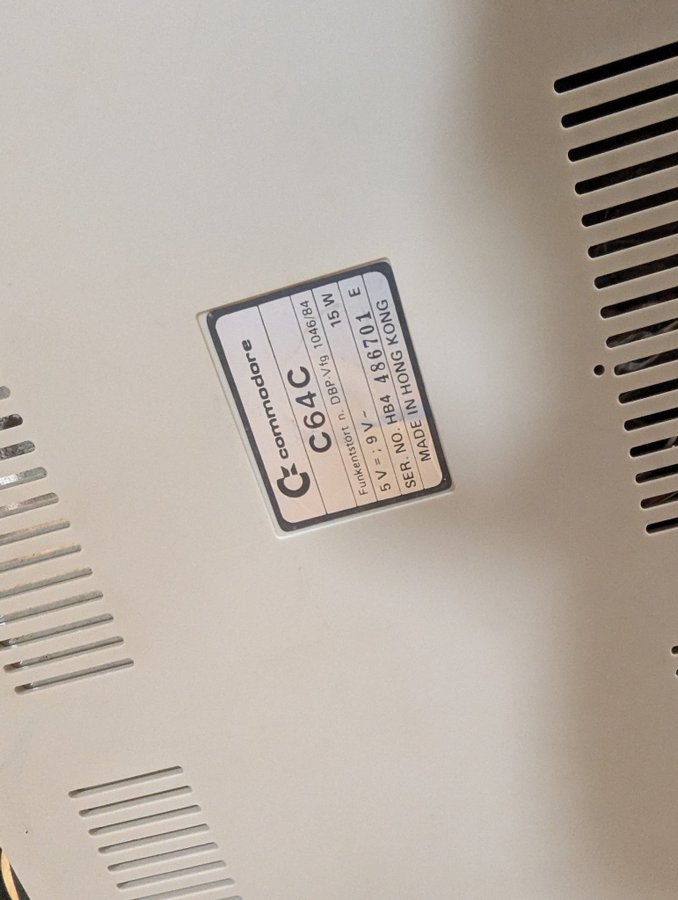 commodore
C64C
Funkentstört n. DBP-Vfg 1046/84
5 V = ; 9 V ~ 15 W
SER. NO. HB4 486701 E
MADE IN HONG KONG